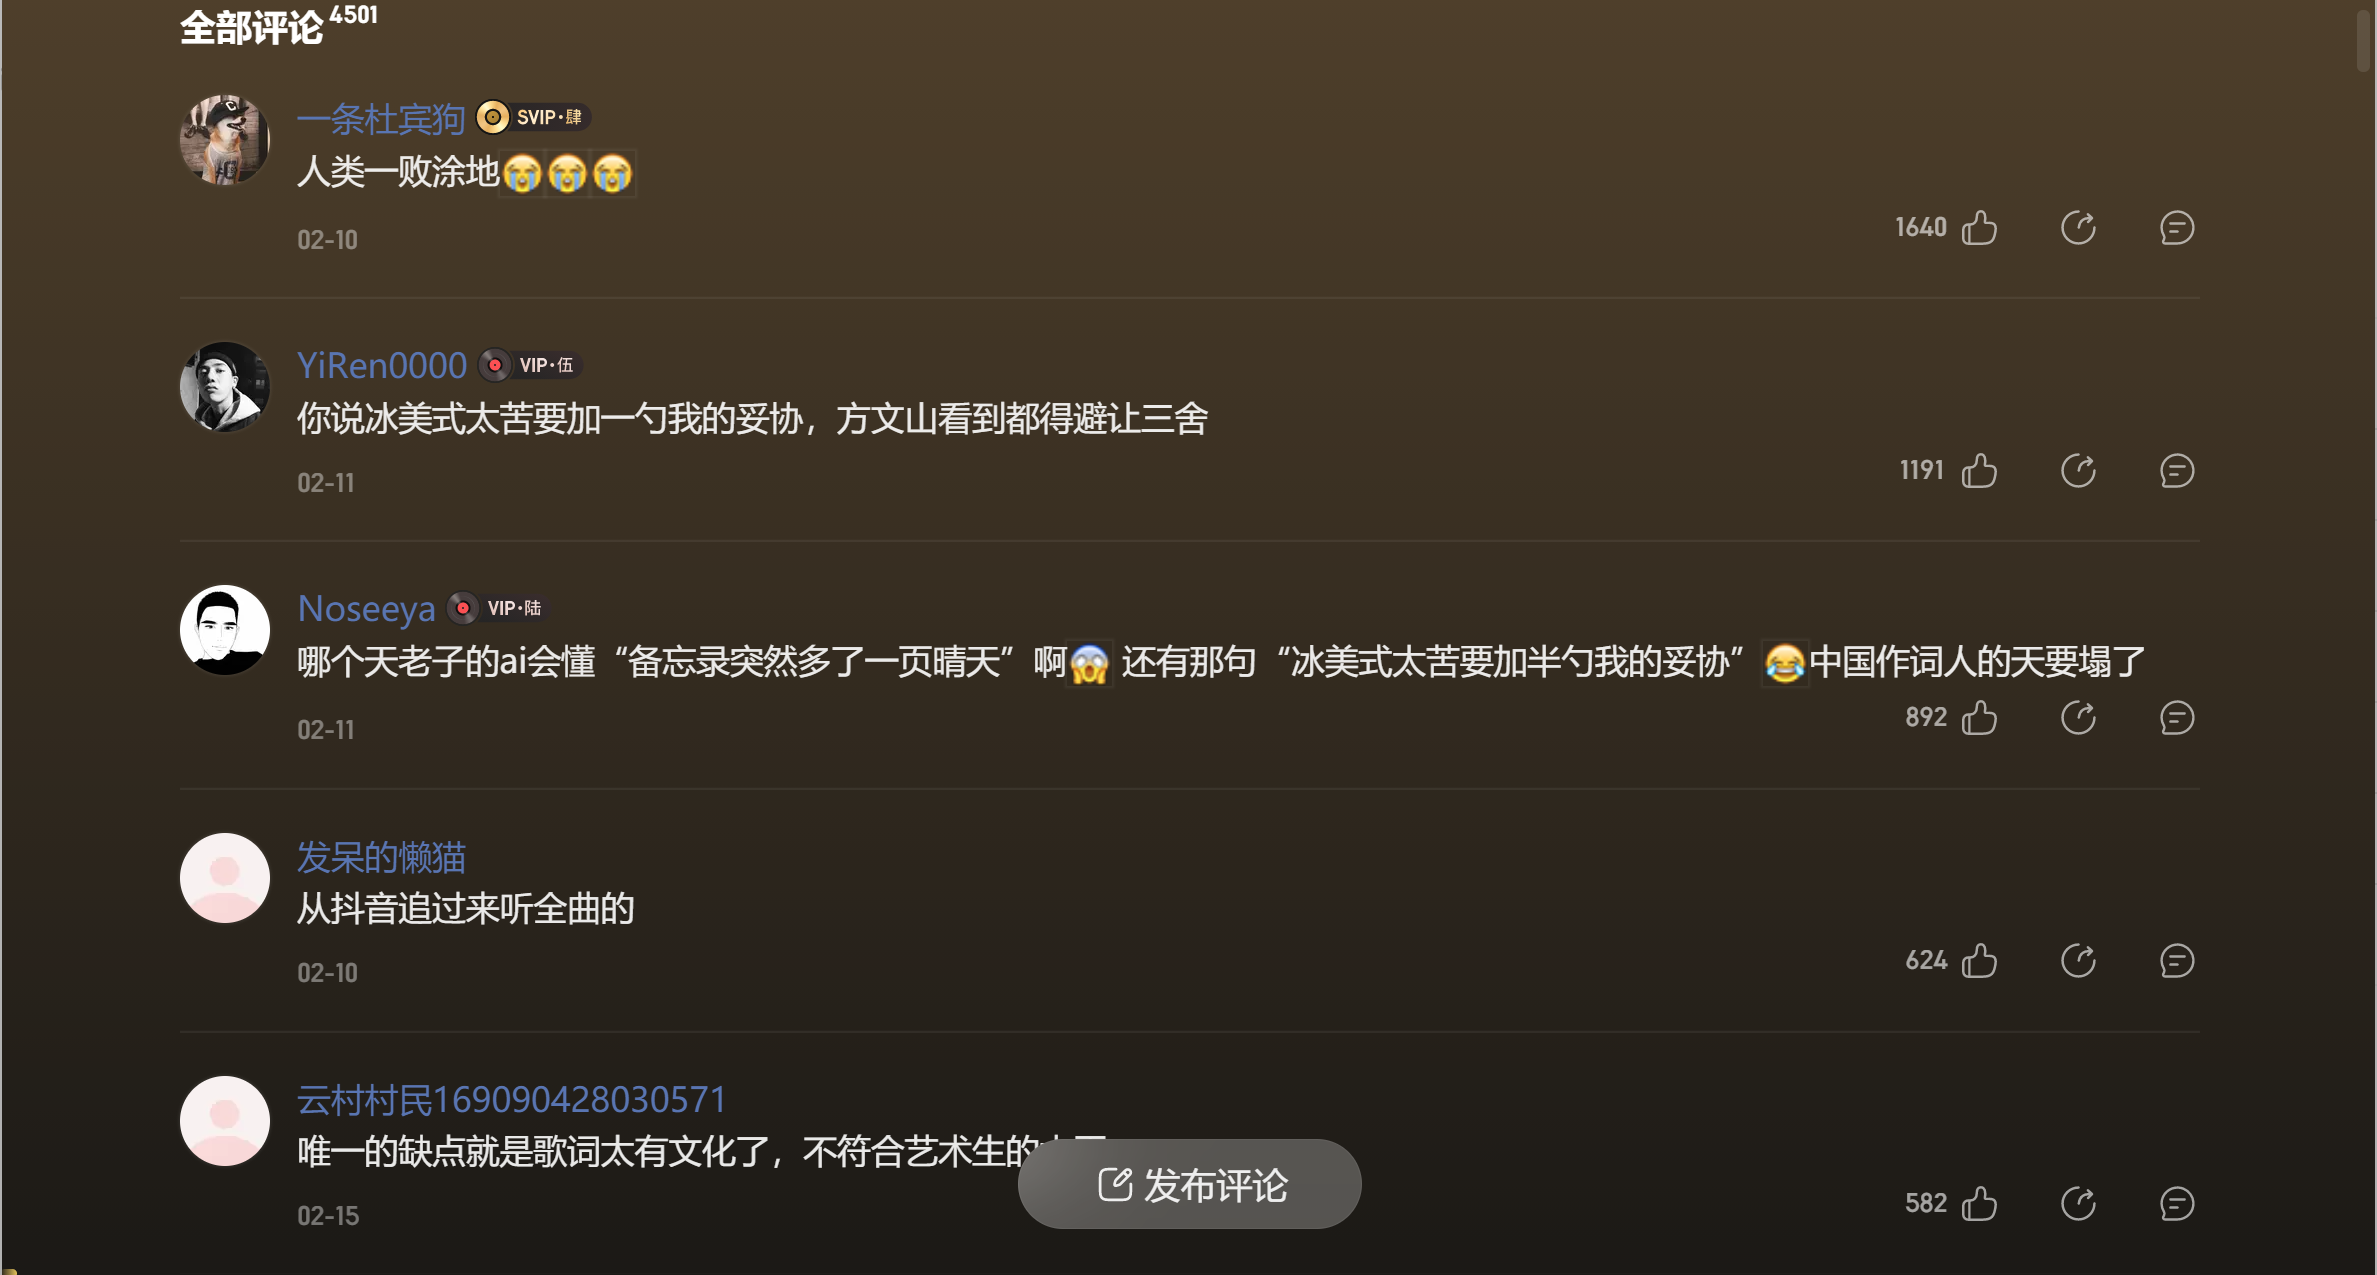 全部评论 4501
一条杜宾狗 SVIP·肆
人类一败涂地😭😭😭
02-10
1640
YiRen0000 VIP·伍
你说冰美式太苦要加一勺我的妥协，方文山看到都得避让三舍
02-11
1191
Noseeya VIP·陆
哪个天老子的ai会懂“备忘录突然多了一页晴天”啊😱 还有那句“冰美式太苦要加半勺我的妥协”😂中国作词人的天要塌了
02-11
892
发呆的懒猫
从抖音追过来听全曲的
02-10
624
云村村民169090428030571
唯一的缺点就是歌词太有文化了，不符合艺术生的
02-15
582
发布评论